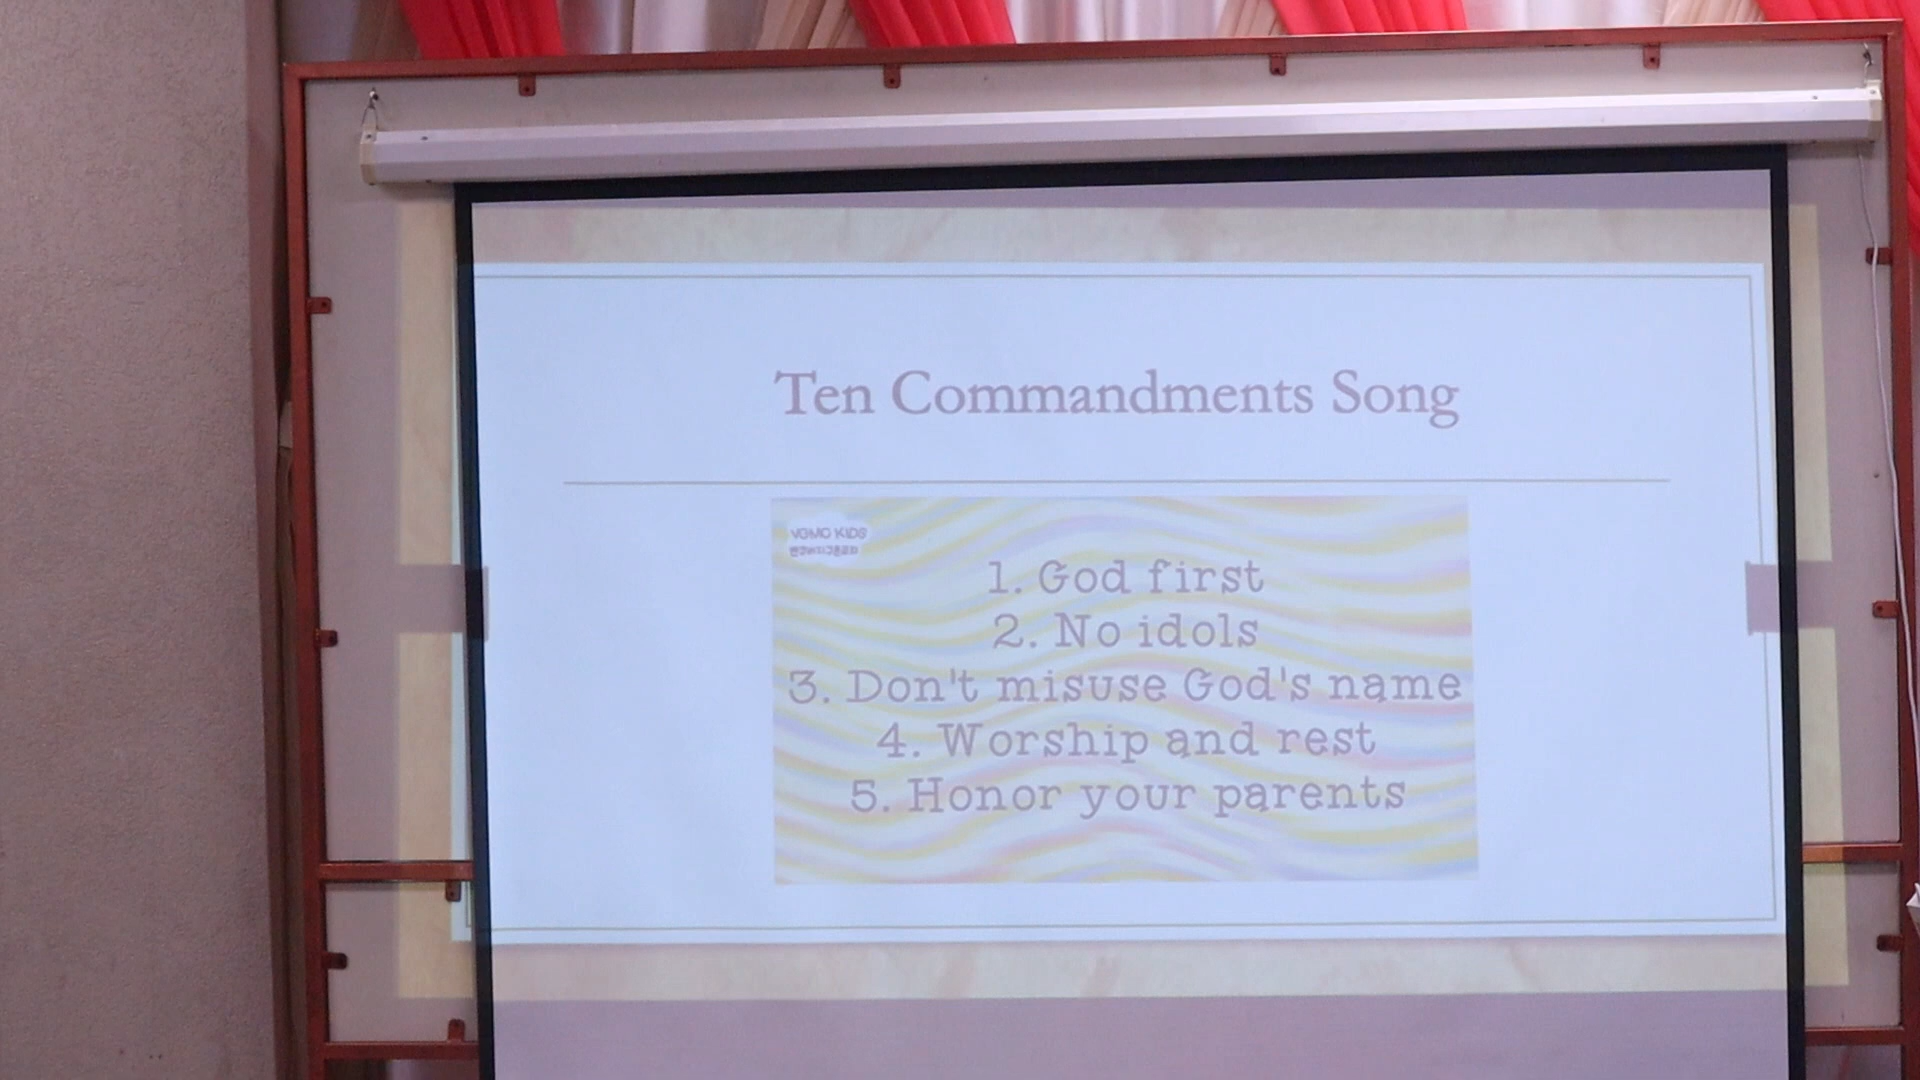 Ten Commandments Song
VGMC KIDS
1. God first
2. No idols
3. Don't misuse God's name
4. Worship and rest
5. Honor your parents